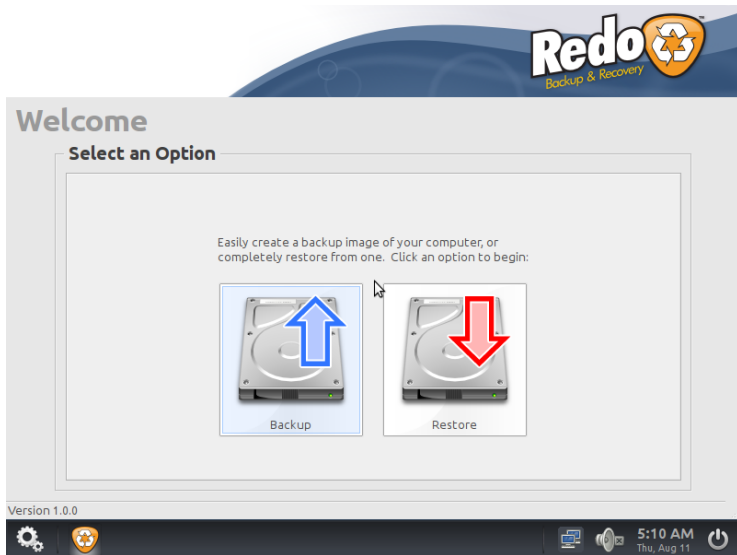 Redo
Backup & Recovery
Welcome
Select an Option
Easily create a backup image of your computer, or
completely restore from one. Click an option to begin:
Backup
Restore
Version 1.0.0
5:10 AM
Thu, Aug 11